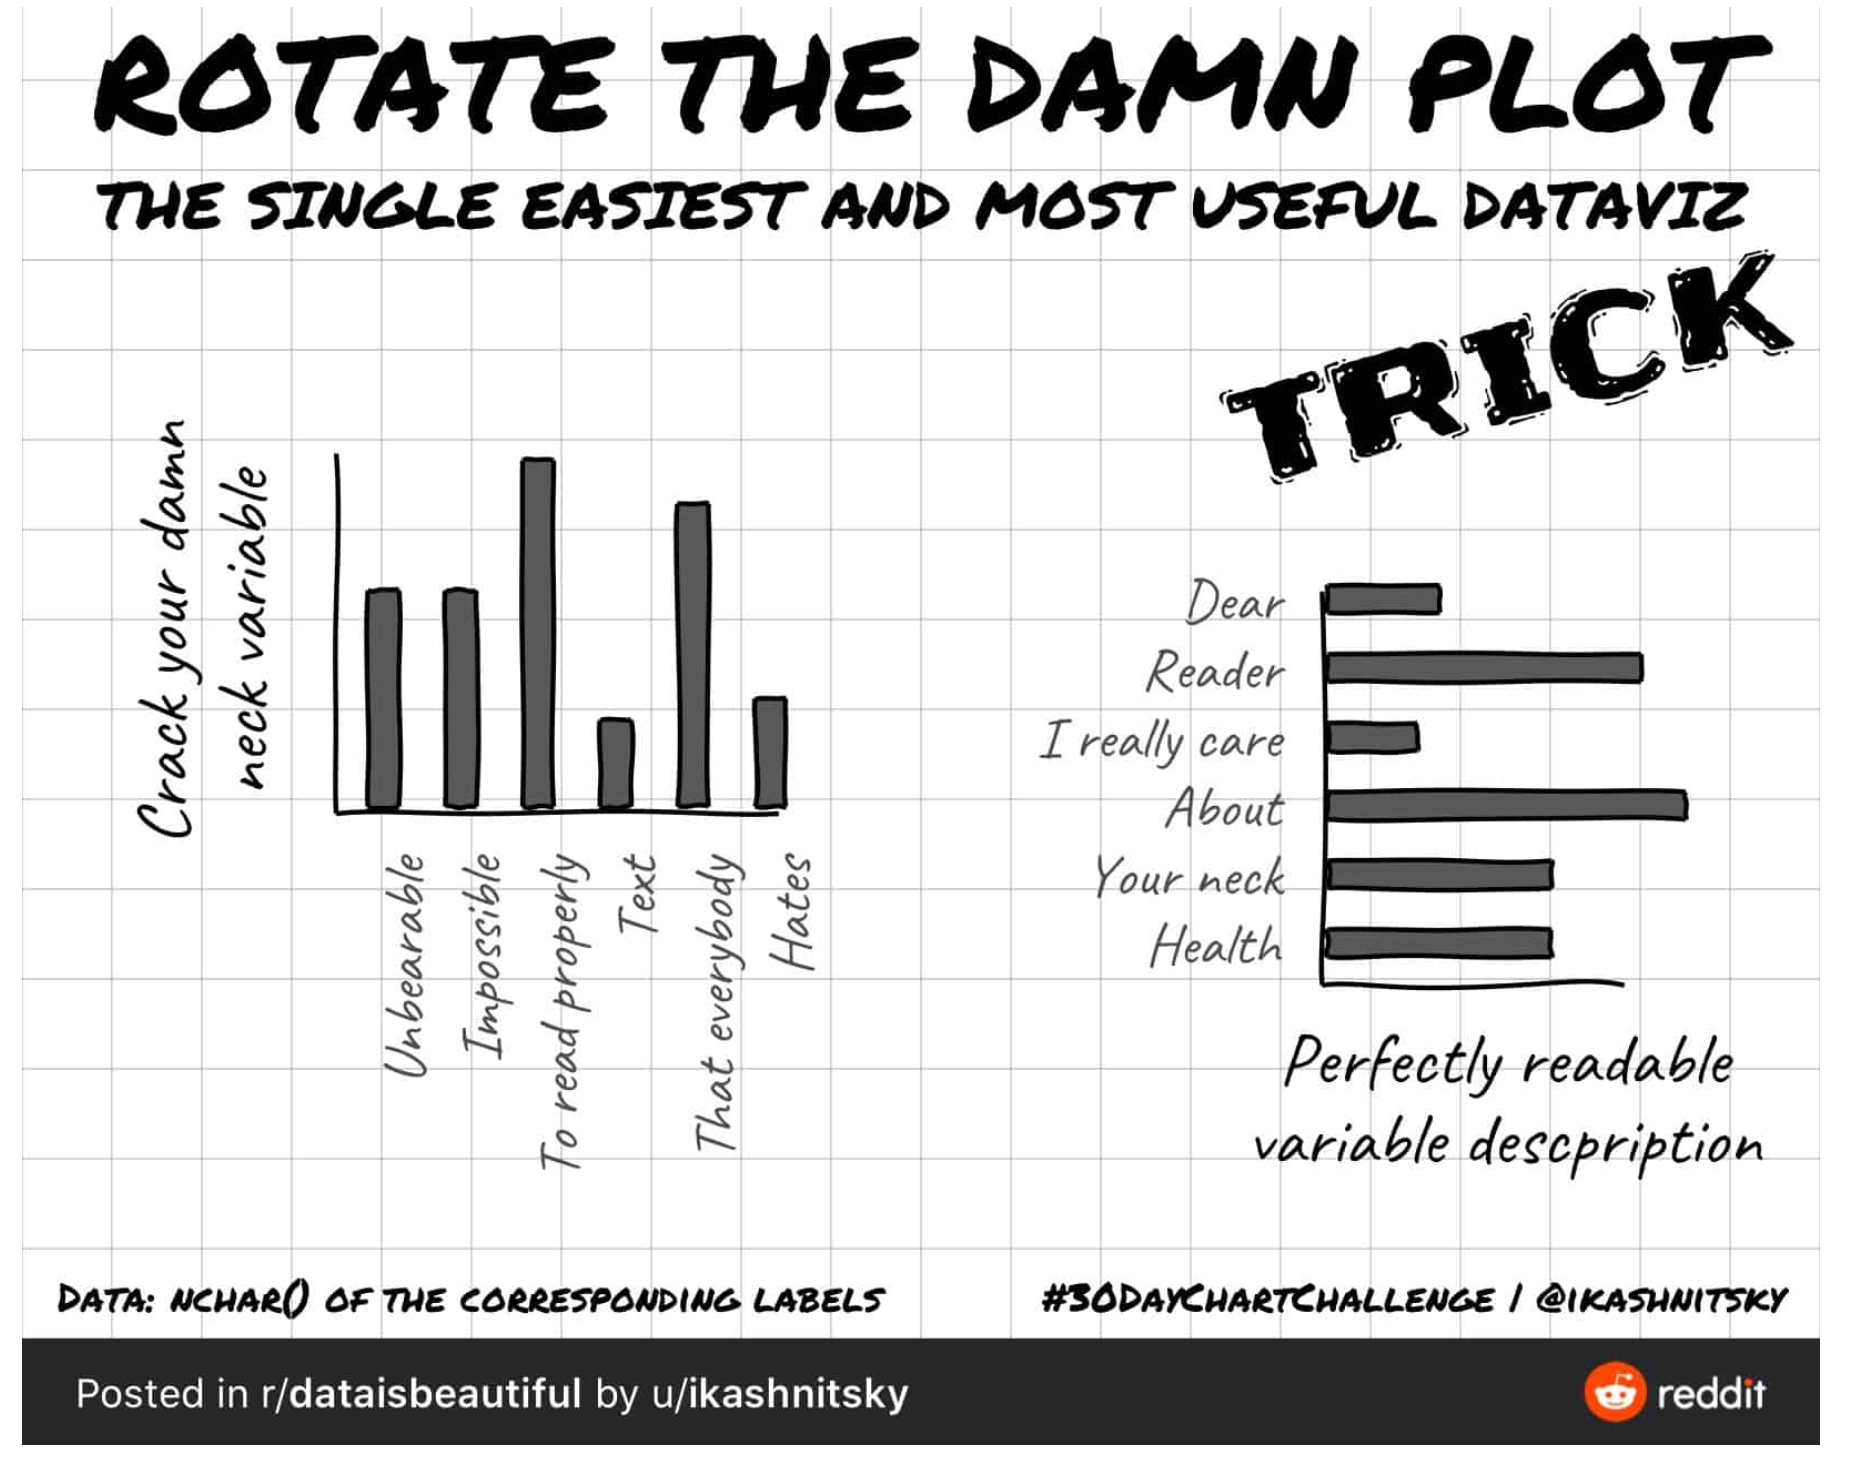 ROTATE THE DAMN PLOT
THE SINGLE EASIEST AND MOST USEFUL DATAVIZ
TRICK
Crack your damn
neck variable
Unbearable
Impossible
To read properly
Text
That everybody
Hates
Dear
Reader
I really care
About
Your neck
Health
Perfectly readable
variable descpription
DATA: NCHAR() OF THE CORRESPONDING LABELS
#30DAYCHARTCHALLENGE / @IKASHNITSKY
Posted in r/dataisbeautiful by u/ikashnitsky
reddit